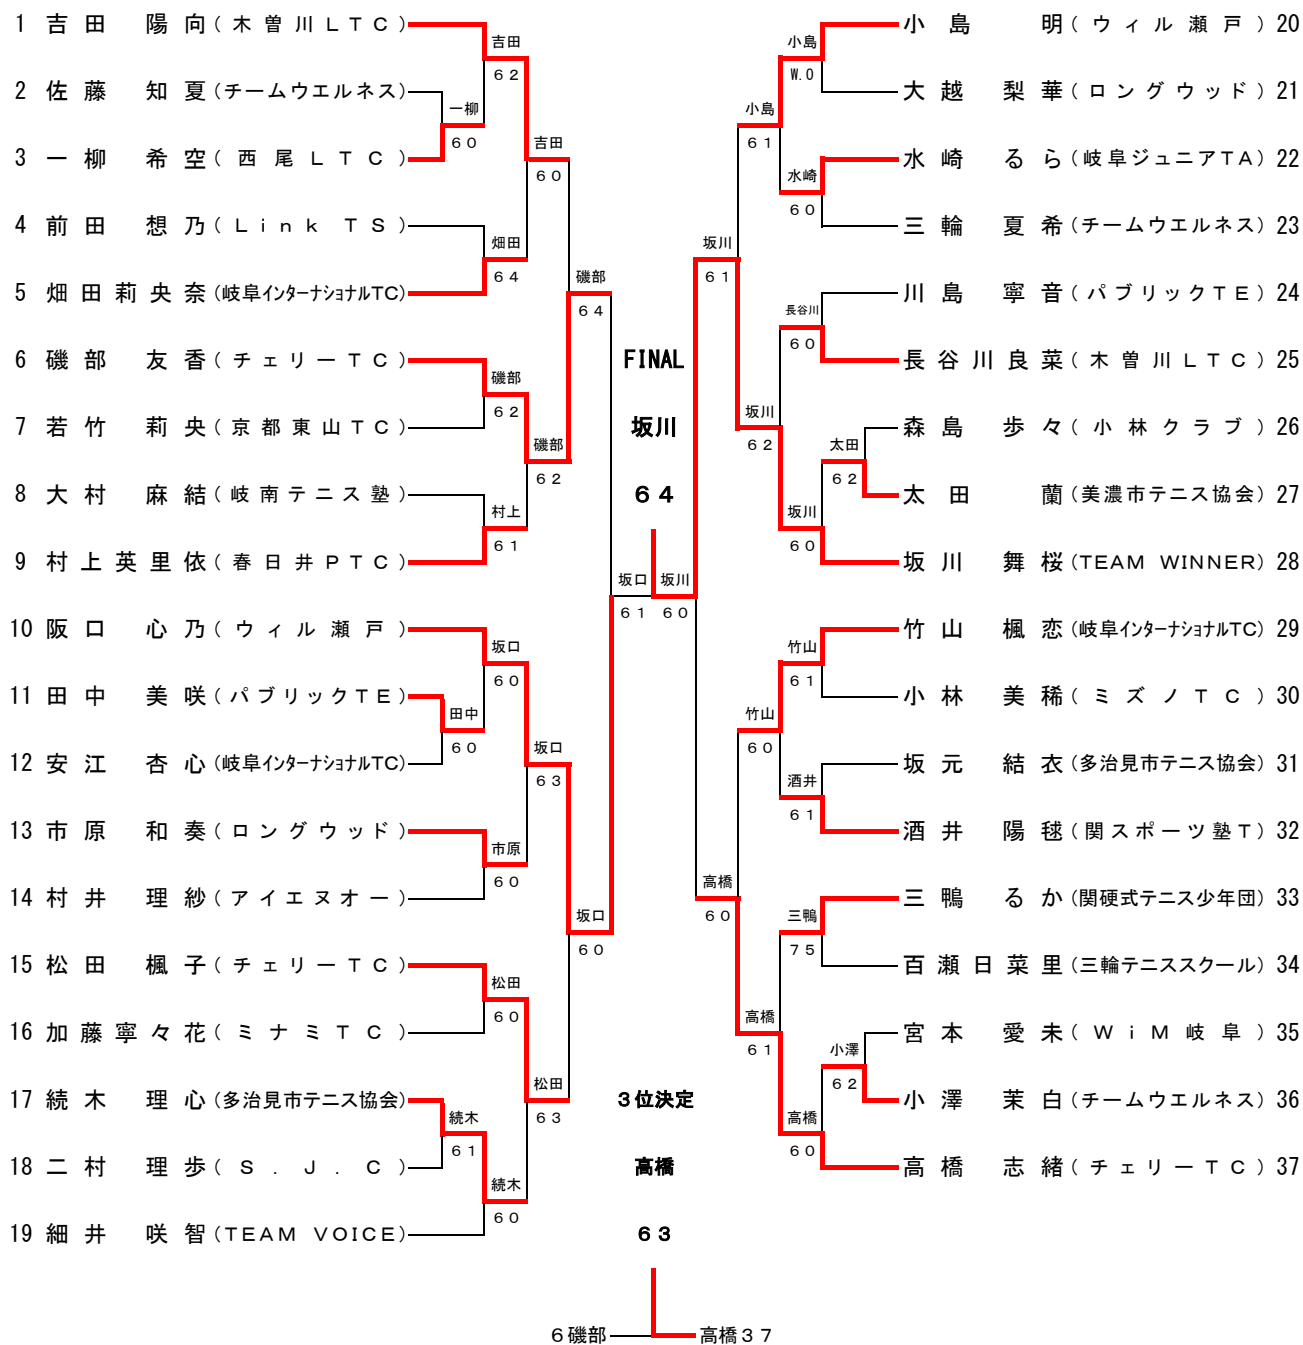 1 吉田 陽向(木曽川LTC)
2 佐藤 知夏(チームウエルネス)
3 一柳 希空(西尾LTC)
4 前田 想乃(Link TS)
5 畑田莉央奈(岐阜インターナショナルTC)
6 磯部 友香(チェリーTC)
7 若竹 莉央(京都東山TC)
8 大村 麻結(岐南テニス塾)
9 村上英里依(春日井PTC)
10 阪口 心乃(ウィル瀬戸)
11 田中 美咲(パブリックTE)
12 安江 杏心(岐阜インターナショナルTC)
13 市原 和奏(ロングウッド)
14 村井 理紗(アイエヌオー)
15 松田 楓子(チェリーTC)
16 加藤寧々花(ミナミTC)
17 続木 理心(多治見市テニス協会)
18 二村 理歩(S.J.C)
19 細井 咲智(TEAM VOICE)
一柳
60
田中
60
続木
61
吉田
62
畑田
64
磯部
62
村上
61
坂口
60
市原
60
松田
60
続木
60
吉田
60
磯部
62
坂口
63
松田
63
磯部
64
坂口
60
坂口
61
FINAL
坂川
64
坂川
60
3位決定
高橋
63
6磯部
高橋37
坂川
61
高橋
60
小島
61
坂川
62
竹山
60
高橋
61
小島
W.0
水崎
60
長谷川
60
坂川
60
竹山
61
酒井
61
三鴨
75
高橋
60
太田
62
小澤
62
小島 明(ウィル瀬戸) 20
大越 梨華(ロングウッド) 21
水崎 るら(岐阜ジュニアTA) 22
三輪 夏希(チームウエルネス) 23
川島 寧音(パブリックTE) 24
長谷川良菜(木曽川LTC) 25
森島 歩々(小林クラブ) 26
太田 蘭(美濃市テニス協会) 27
坂川 舞桜(TEAM WINNER) 28
竹山 楓恋(岐阜インターナショナルTC) 29
小林 美稀(ミズノTC) 30
坂元 結衣(多治見市テニス協会) 31
酒井 陽毬(関スポーツ塾T) 32
三鴨 るか(関硬式テニス少年団) 33
百瀬日菜里(三輪テニススクール) 34
宮本 愛未(WiM岐阜) 35
小澤 茉白(チームウエルネス) 36
高橋 志緒(チェリーTC) 37